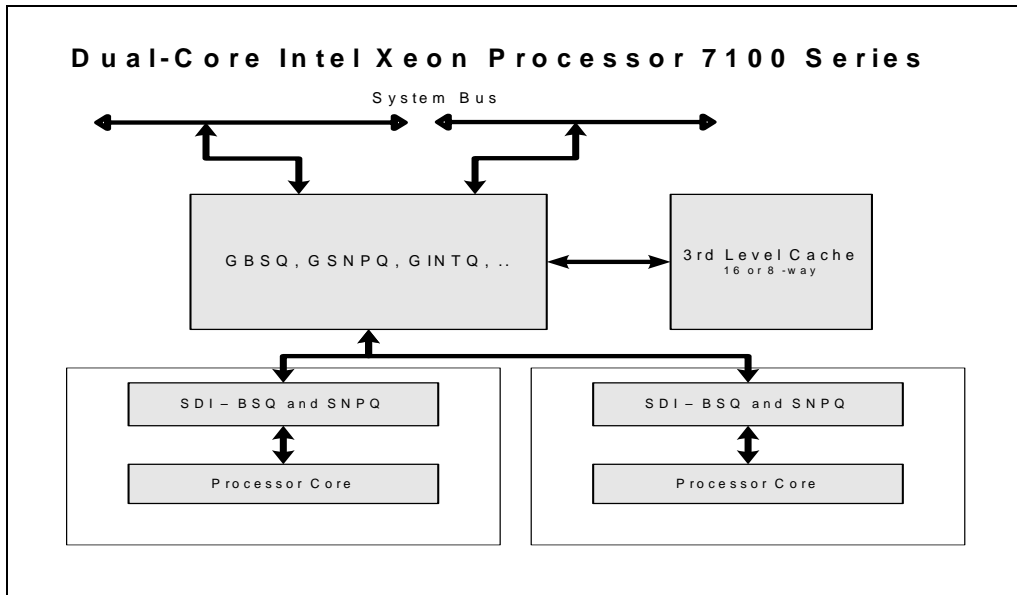 Dual-Core Intel Xeon Processor 7100 Series
System Bus
GBSQ, GSNPQ, GINTQ, ..
3rd Level Cache
16 or 8 -way
SDI – BSQ and SNPQ
SDI – BSQ and SNPQ
Processor Core
Processor Core